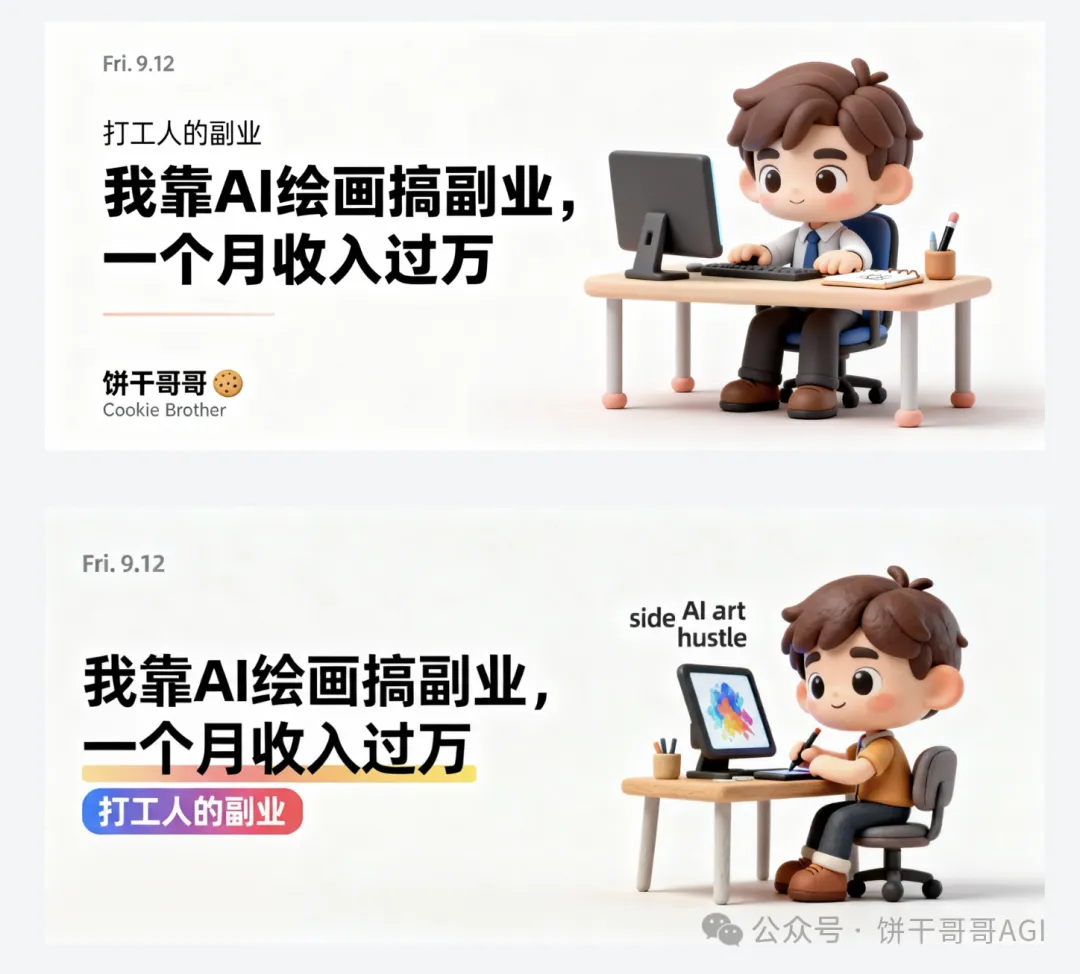 Fri. 9.12
打工人的副业
我靠AI绘画搞副业，
一个月收入过万
饼干哥哥
Cookie Brother
Fri. 9.12
我靠AI绘画搞副业，
一个月收入过万
打工人的副业
side AI art
hustle
公众号 · 饼干哥哥AGI